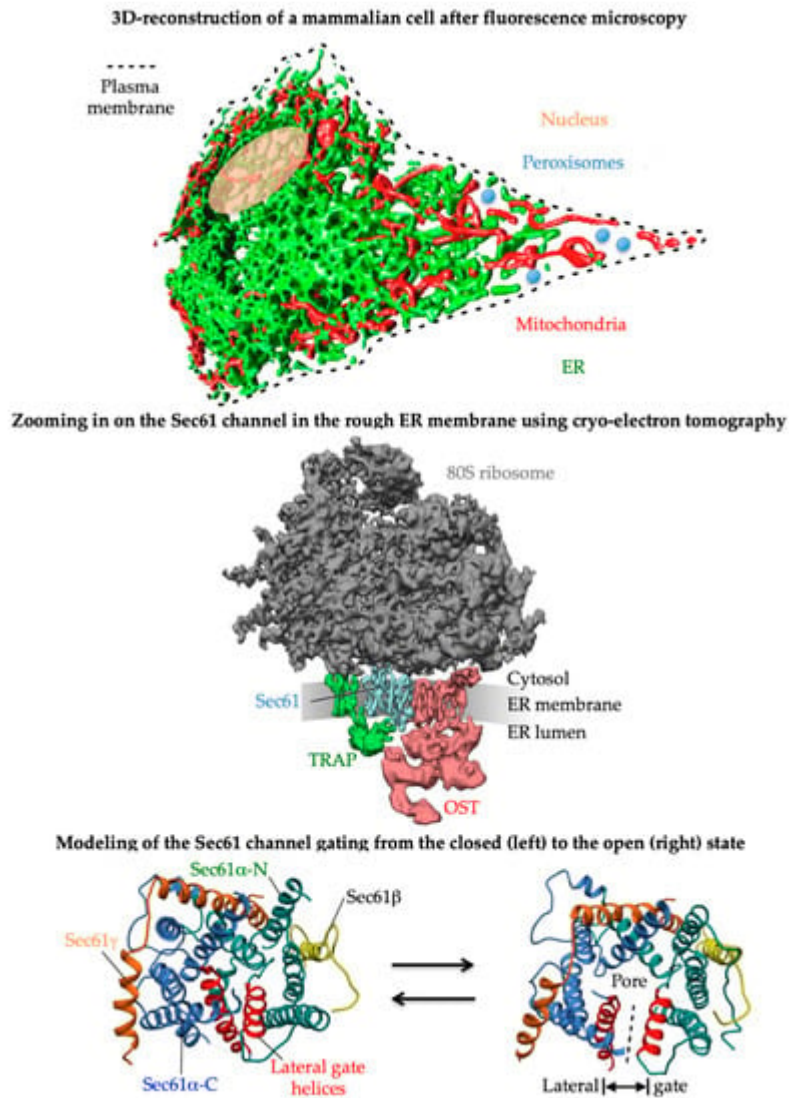 3D-reconstruction of a mammalian cell after fluorescence microscopy
Plasma
membrane
Nucleus
Peroxisomes
Mitochondria
ER
Zooming in on the Sec61 channel in the rough ER membrane using cryo-electron tomography
80S ribosome
Cytosol
Sec61
ER membrane
ER lumen
TRAP
OST
Modeling of the Sec61 channel gating from the closed (left) to the open (right) state
Sec61α-N
Sec61β
Sec61γ
Pore
Lateral gate
helices
Sec61α-C
Lateral gate